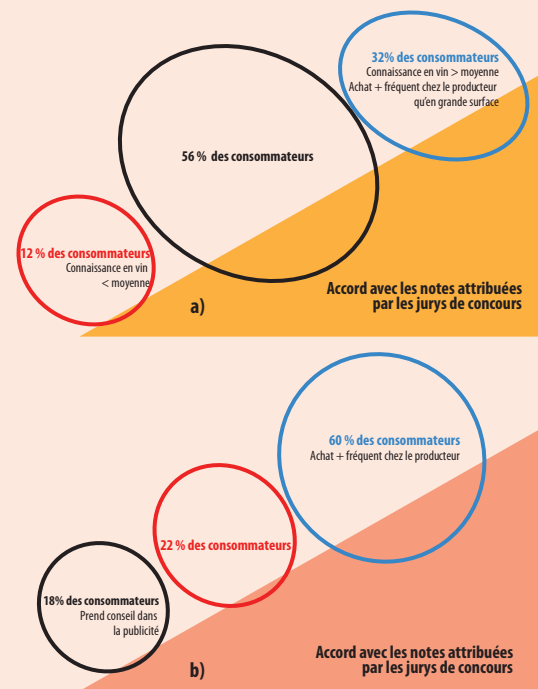 32% des consommateurs
Connaissance en vin > moyenne
Achat + fréquent chez le producteur
qu'en grande surface
56 % des consommateurs
12 % des consommateurs
Connaissance en vin
< moyenne
Accord avec les notes attribuées
par les jurys de concours
a)
60 % des consommateurs
Achat + fréquent chez le producteur
22 % des consommateurs
18% des consommateurs
Prend conseil dans
la publicité
Accord avec les notes attribuées
par les jurys de concours
b)